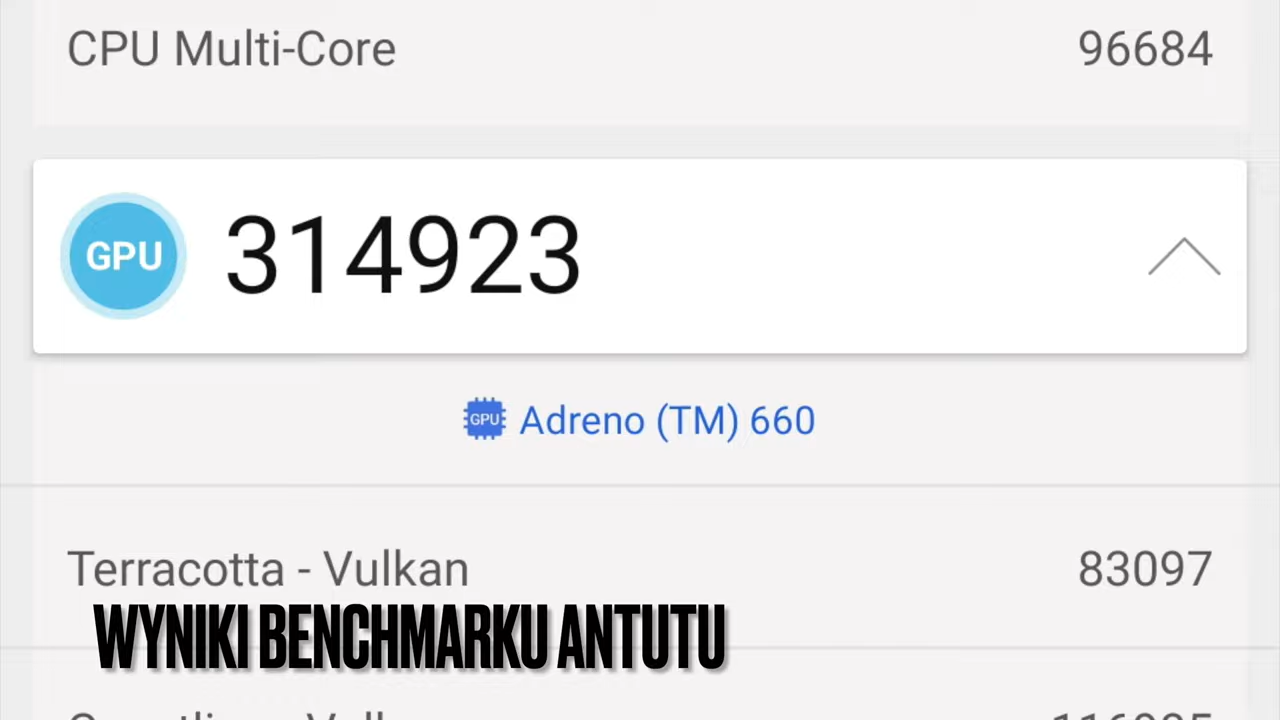 CPU Multi-Core 96684
GPU 314923
GPU Adreno (TM) 660
Terracotta - Vulkan 83097
WYNIKI BENCHMARKU ANTUTU